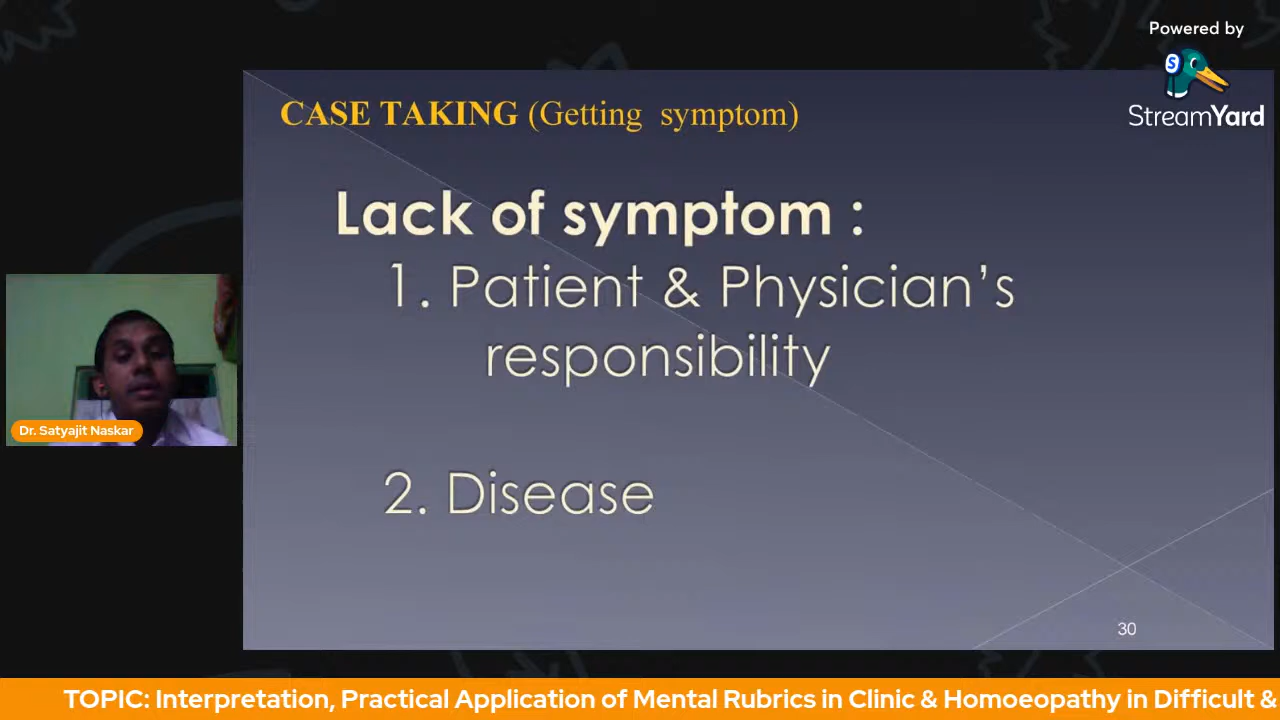 Powered by
StreamYard
CASE TAKING (Getting symptom)
Lack of symptom :
1. Patient & Physician’s
responsibility
2. Disease
30
Dr. Satyajit Naskar
TOPIC: Interpretation, Practical Application of Mental Rubrics in Clinic & Homoeopathy in Difficult &